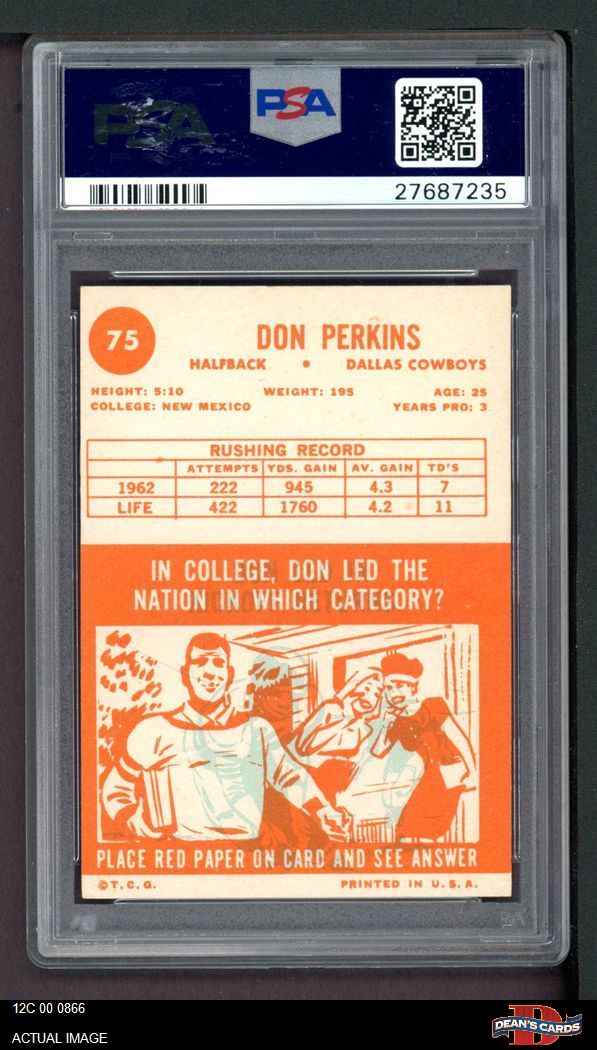 PSA
PSA
27687235
75
DON PERKINS
HALFBACK • DALLAS COWBOYS
HEIGHT: 5:10 WEIGHT: 195 AGE: 25
COLLEGE: NEW MEXICO YEARS PRO: 3
RUSHING RECORD
ATTEMPTS YDS. GAIN AV. GAIN TD'S
1962 222 945 4.3 7
LIFE 422 1760 4.2 11
IN COLLEGE, DON LED THE
NATION IN WHICH CATEGORY?
PLACE RED PAPER ON CARD AND SEE ANSWER
©T.C.G. PRINTED IN U.S.A.
12C 00 0866
ACTUAL IMAGE
D
DEAN'S CARDS